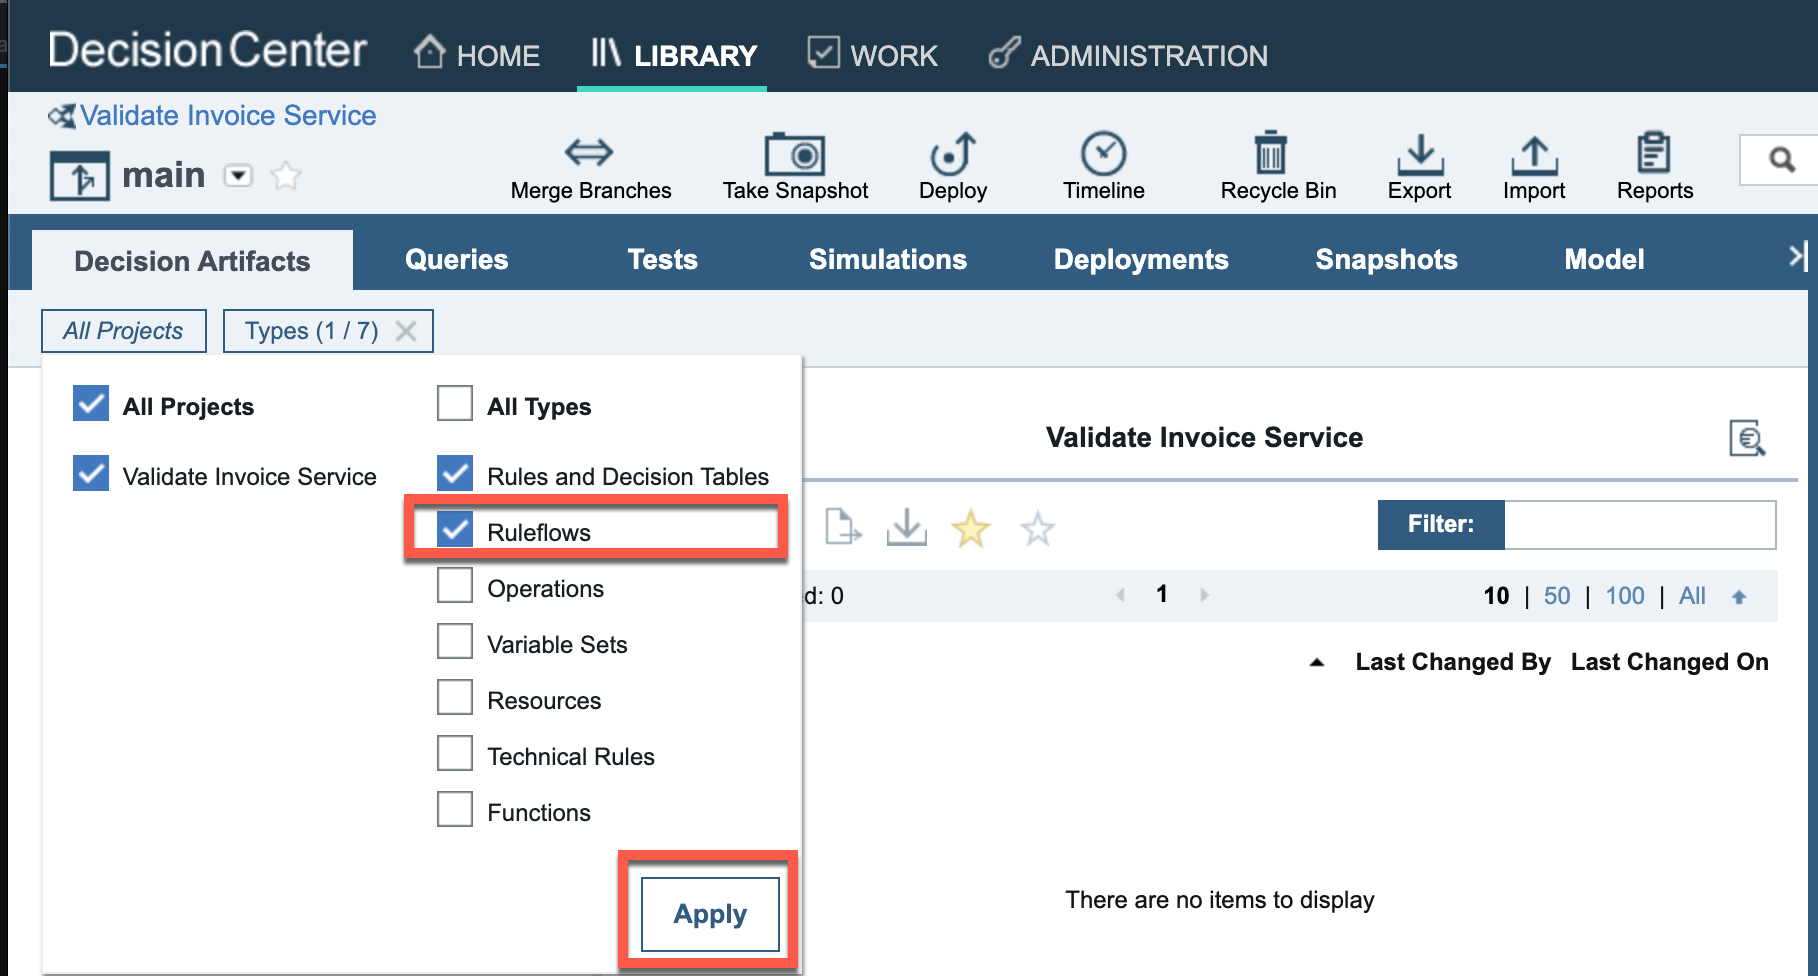 Decision Center
HOME
LIBRARY
WORK
ADMINISTRATION
Validate Invoice Service
main
Merge Branches
Take Snapshot
Deploy
Timeline
Recycle Bin
Export
Import
Reports
Decision Artifacts
Queries
Tests
Simulations
Deployments
Snapshots
Model
All Projects
Types (1 / 7)
All Projects
Validate Invoice Service
All Types
Rules and Decision Tables
Ruleflows
Operations
Variable Sets
Resources
Technical Rules
Functions
Apply
Validate Invoice Service
Filter:
d: 0
1
10 | 50 | 100 | All
Last Changed By Last Changed On
There are no items to display